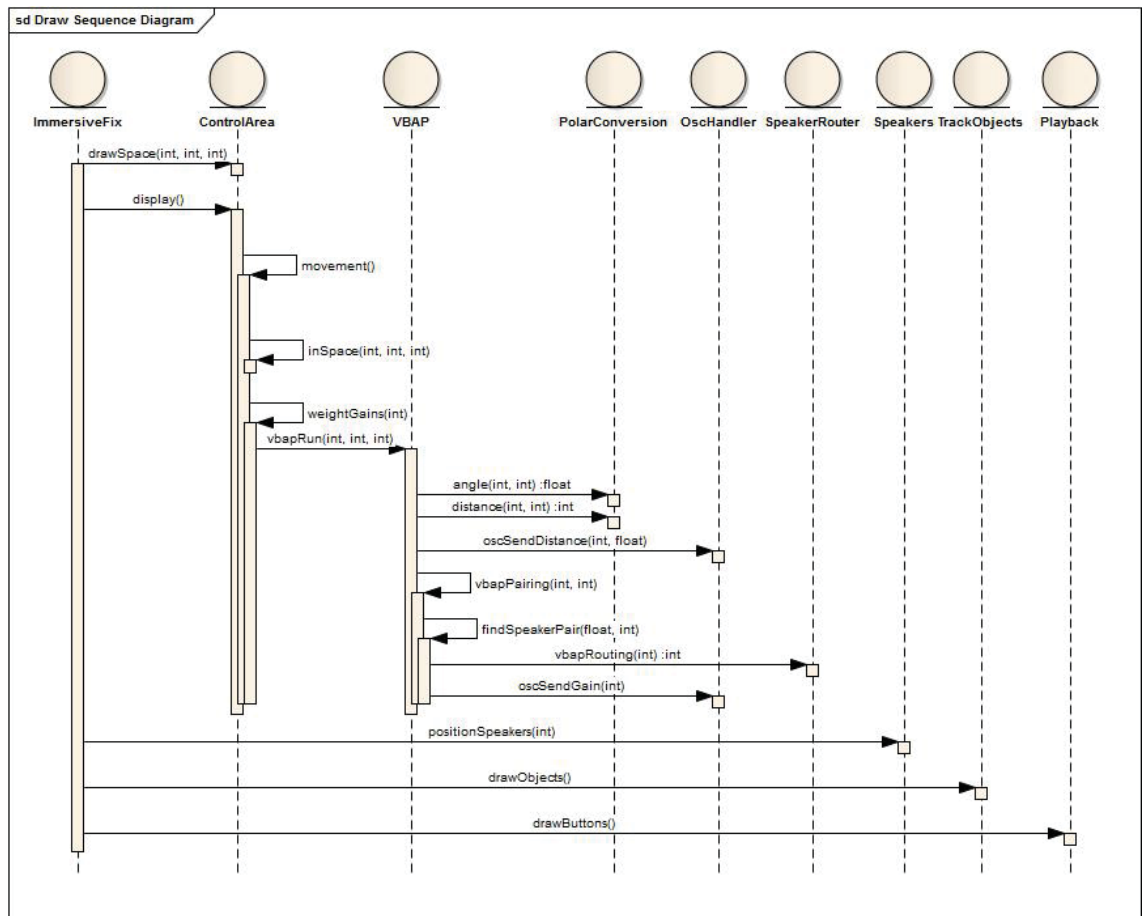 sd Draw Sequence Diagram
ImmersiveFix
ControlArea
VBAP
PolarConversion
OscHandler
SpeakerRouter
Speakers
TrackObjects
Playback
drawSpace(int, int, int)
display()
movement()
inSpace(int, int, int)
weightGains(int)
vbapRun(int, int, int)
angle(int, int) :float
distance(int, int) :int
oscSendDistance(int, float)
vbapPairing(int, int)
findSpeakerPair(float, int)
vbapRouting(int) :int
oscSendGain(int)
positionSpeakers(int)
drawObjects()
drawButtons()